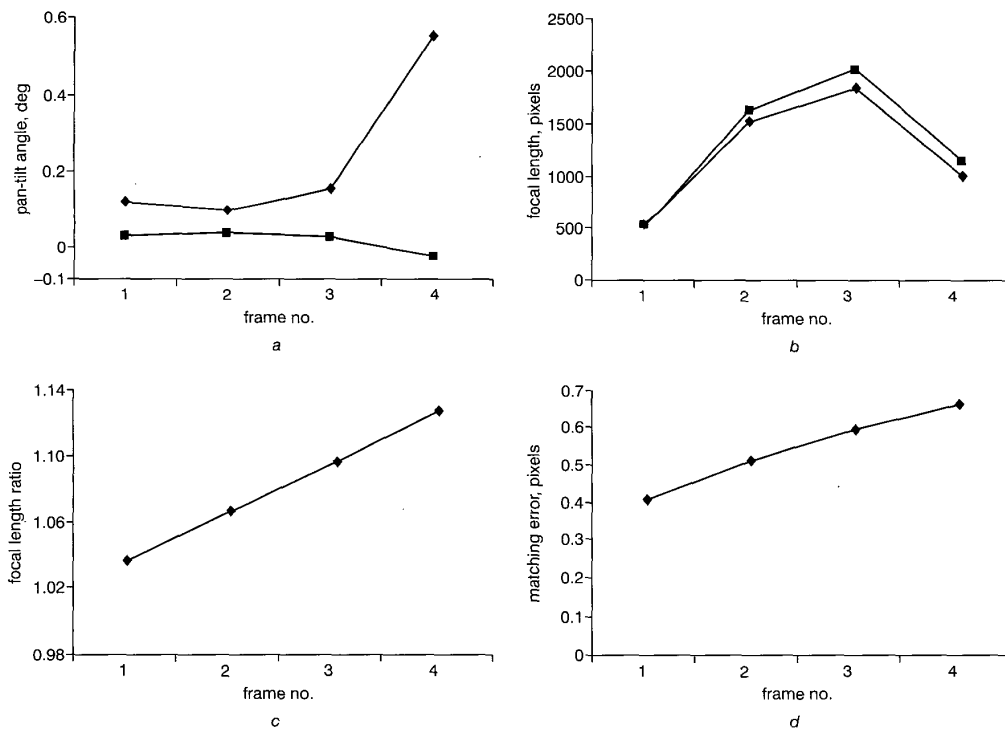 0.6
0.4
0.2
0
–0.1
pan-tilt angle, deg
1 2 3 4
frame no.
a
2500
2000
1500
1000
500
0
focal length, pixels
1 2 3 4
frame no.
b
1.14
1.10
1.06
1.02
0.98
focal length ratio
1 2 3 4
frame no.
c
0.7
0.6
0.5
0.4
0.3
0.2
0.1
0
matching error, pixels
1 2 3 4
frame no.
d